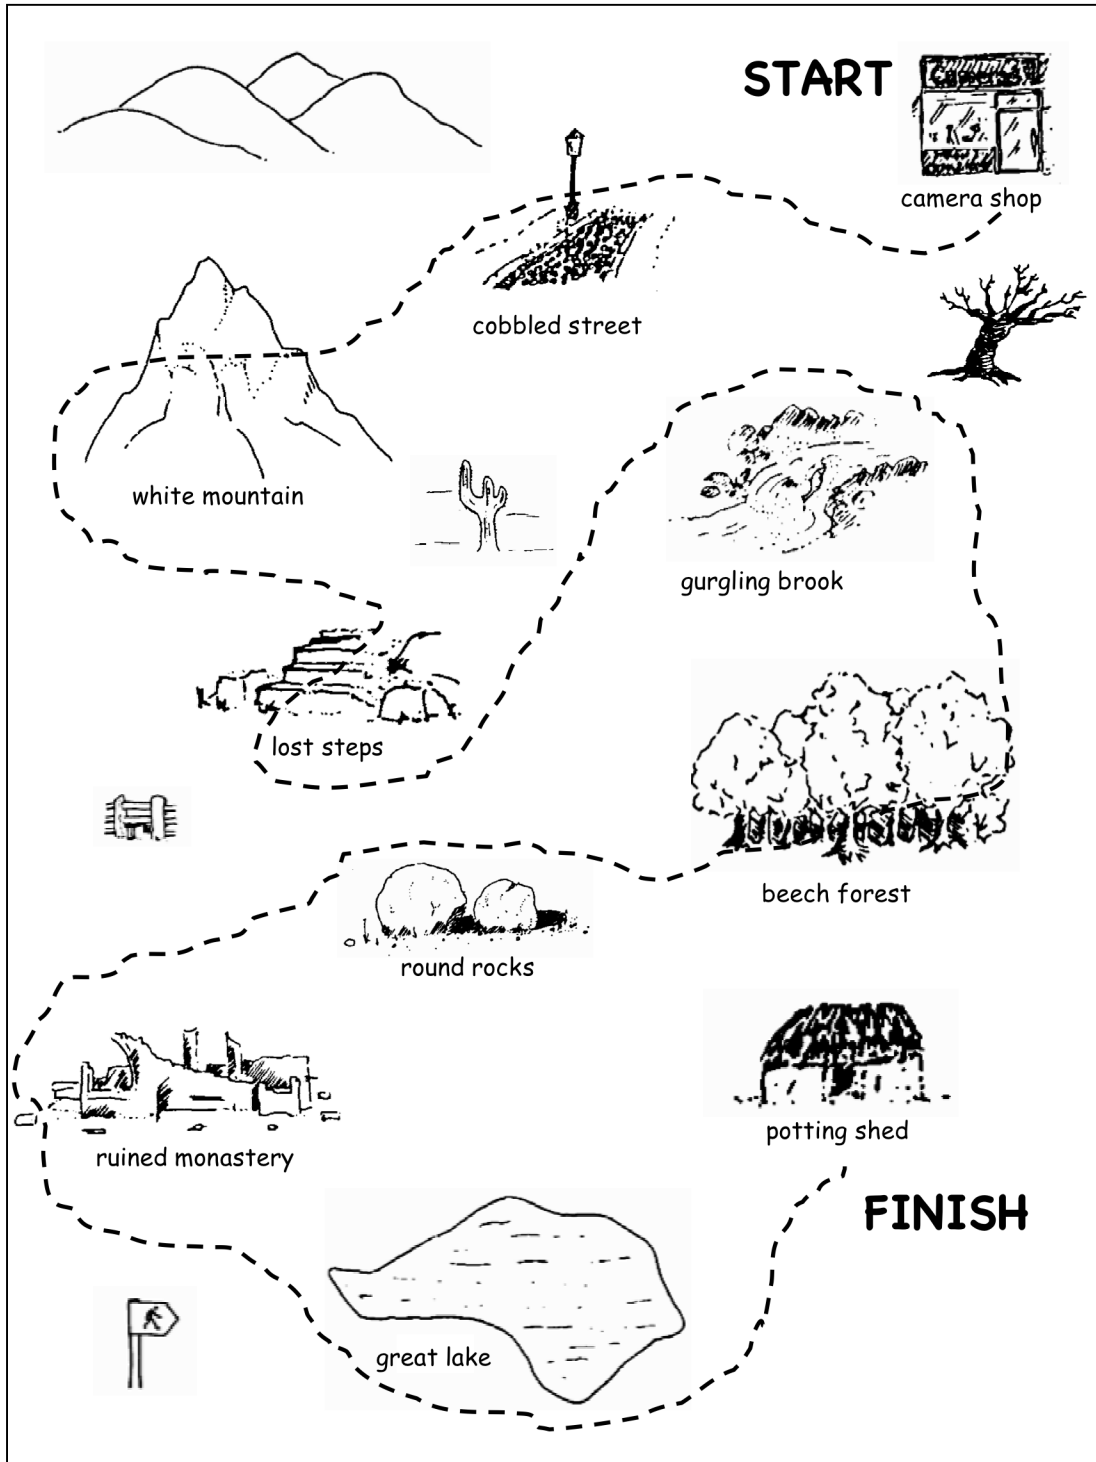 START
Cameras
camera shop
cobbled street
white mountain
gurgling brook
lost steps
beech forest
round rocks
potting shed
ruined monastery
FINISH
great lake